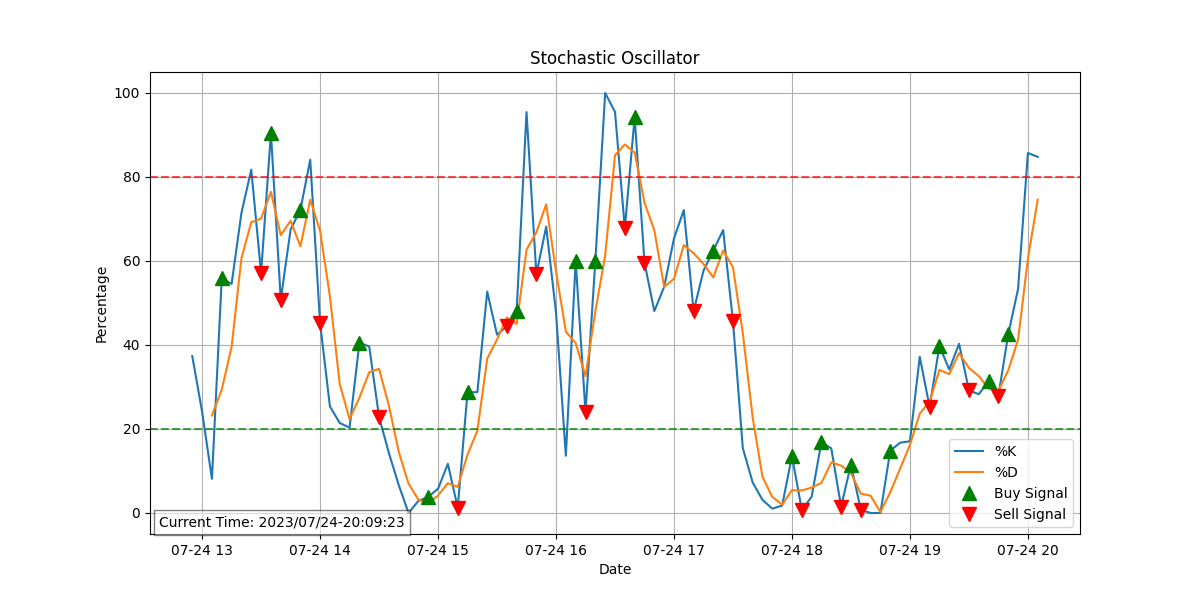 Stochastic Oscillator
Percentage
100
80
60
40
20
0
%K
%D
Buy Signal
Sell Signal
Current Time: 2023/07/24-20:09:23
07-24 13 07-24 14 07-24 15 07-24 16 07-24 17 07-24 18 07-24 19 07-24 20
Date